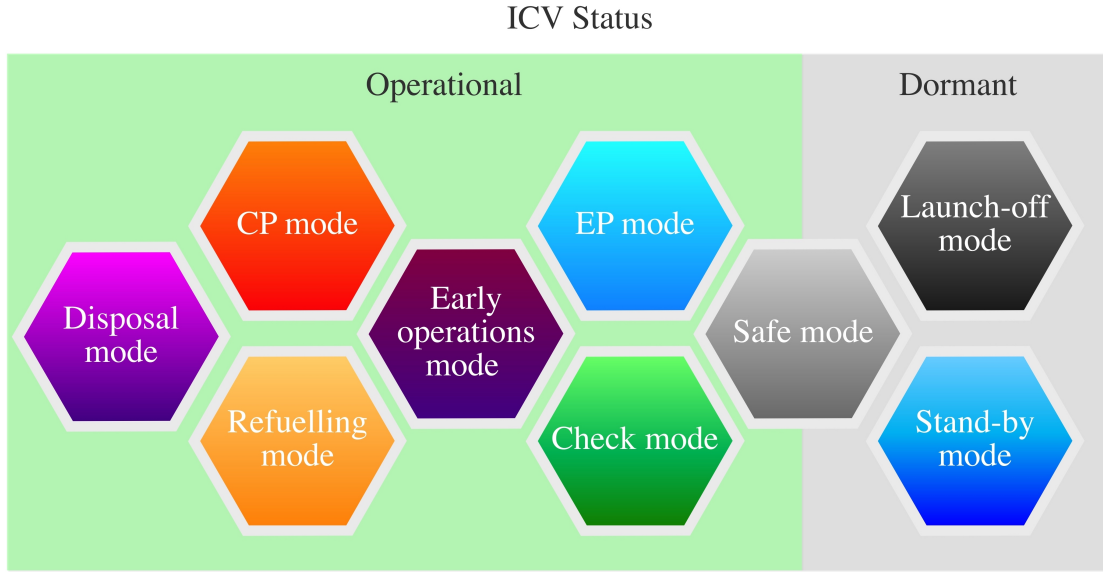 ICV Status
Operational
Dormant
CP mode
EP mode
Launch-off
mode
Disposal
mode
Early
operations
mode
Safe mode
Refuelling
mode
Check mode
Stand-by
mode